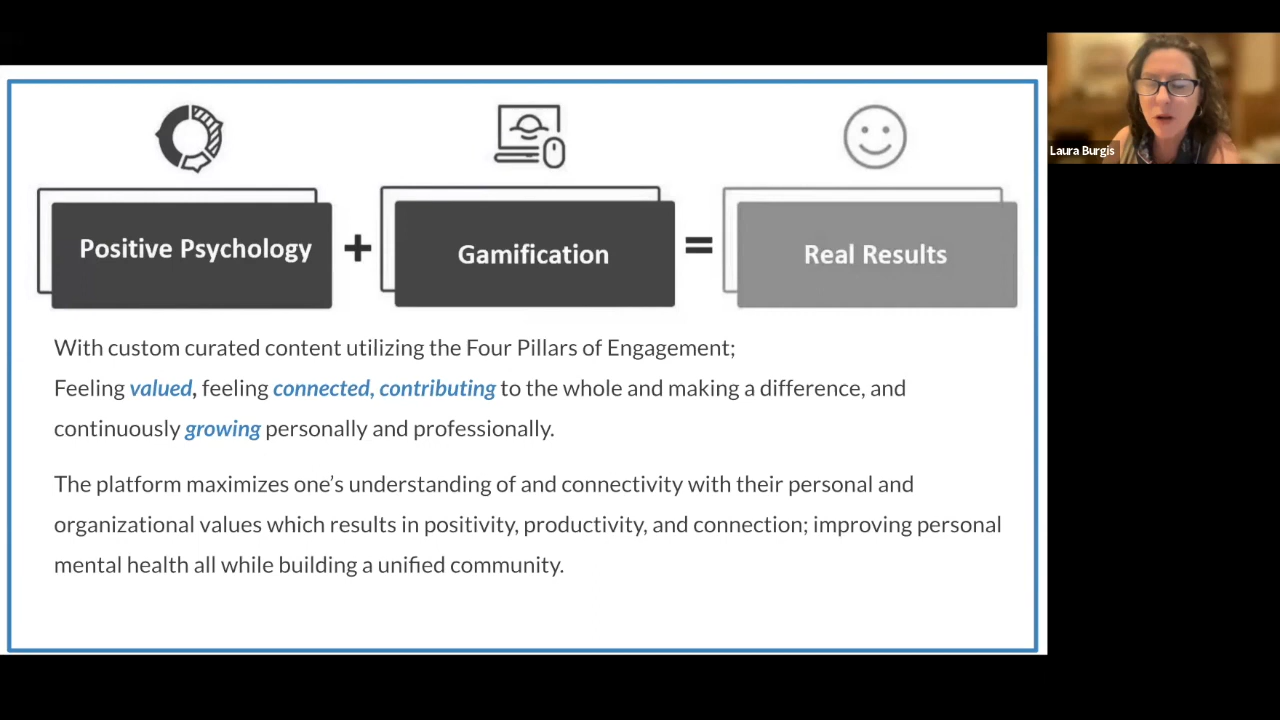 Positive Psychology + Gamification = Real Results
With custom curated content utilizing the Four Pillars of Engagement;
Feeling valued, feeling connected, contributing to the whole and making a difference, and
continuously growing personally and professionally.
The platform maximizes one's understanding of and connectivity with their personal and
organizational values which results in positivity, productivity, and connection; improving personal
mental health all while building a unified community.
Laura Burgis